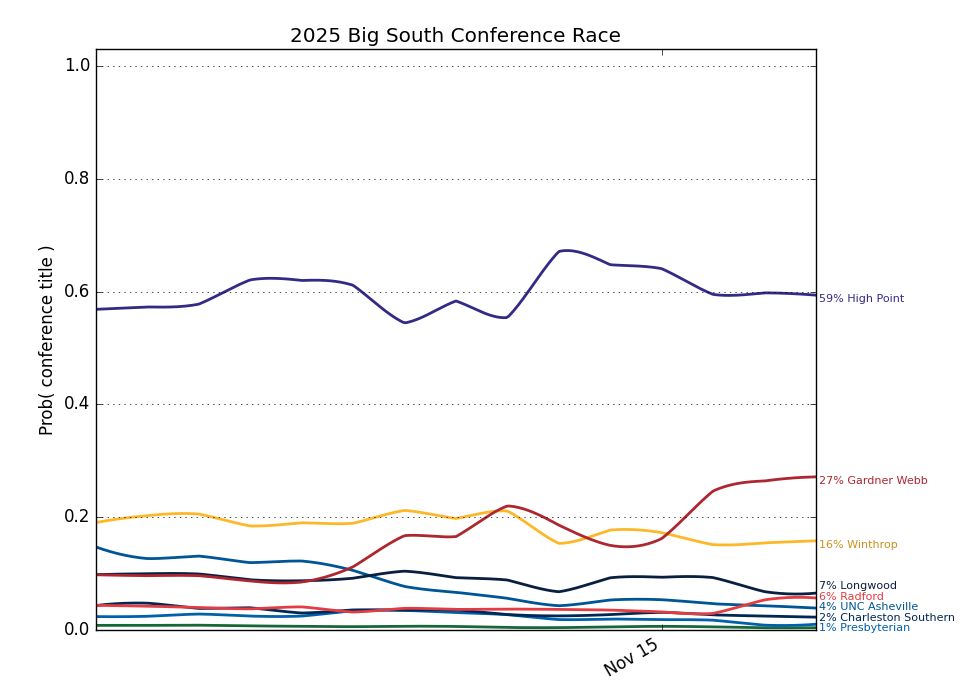 2025 Big South Conference Race
1.0
0.8
0.6
0.4
0.2
0.0
Prob( conference title )
Nov 15
59% High Point
27% Gardner Webb
16% Winthrop
7% Longwood
6% Radford
4% UNC Asheville
2% Charleston Southern
1% Presbyterian